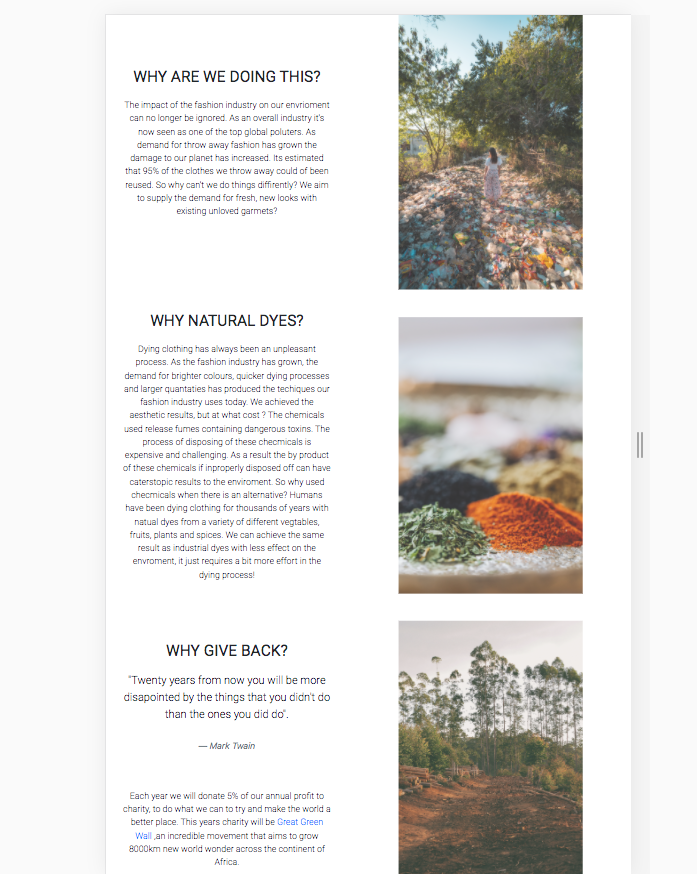 WHY ARE WE DOING THIS?
The impact of the fashion industry on our envrioment
can no longer be ignored. As an overall industry it's
now seen as one of the top global poluters. As
demand for throw away fashion has grown the
damage to our planet has increased. Its estimated
that 95% of the clothes we throw away could of been
reused. So why can't we do things diffirently? We aim
to supply the demand for fresh, new looks with
existing unloved garmets?
WHY NATURAL DYES?
Dying clothing has always been an unpleasant
process. As the fashion industry has grown, the
demand for brighter colours, quicker dying processes
and larger quantaties has produced the techiques our
fashion industry uses today. We achieved the
aesthetic results, but at what cost ? The chemicals
used release fumes containing dangerous toxins. The
process of disposing of these checmicals is
expensive and challenging. As a result the by product
of these chemicals if inproperly disposed off can have
caterstopic results to the enviroment. So why used
checmicals when there is an alternative? Humans
have been dying clothing for thousands of years with
natual dyes from a variety of different vegtables,
fruits, plants and spices. We can achieve the same
result as industrial dyes with less effect on the
envroment, it just requires a bit more effort in the
dying process!
WHY GIVE BACK?
"Twenty years from now you will be more
disapointed by the things that you didn't do
than the ones you did do".
— Mark Twain
Each year we will donate 5% of our annual profit to
charity, to do what we can to try and make the world a
better place. This years charity will be Great Green
Wall ,an incredible movement that aims to grow
8000km new world wonder across the continent of
Africa.